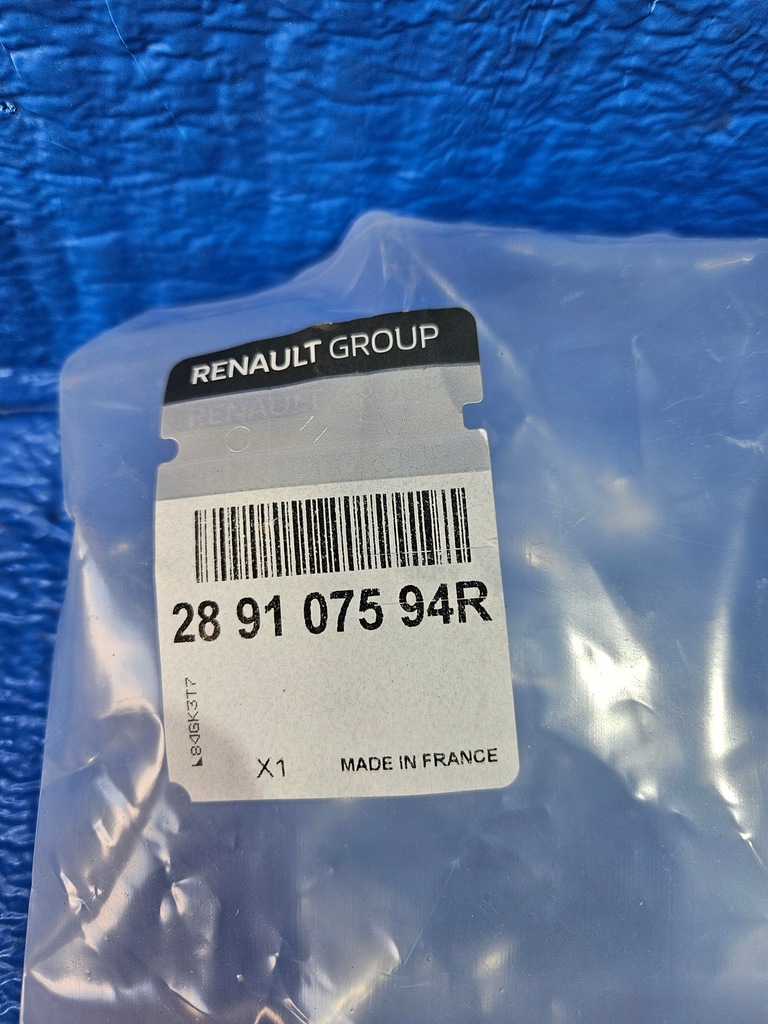 RENAULT GROUP
28 91 075 94R
X1
MADE IN FRANCE